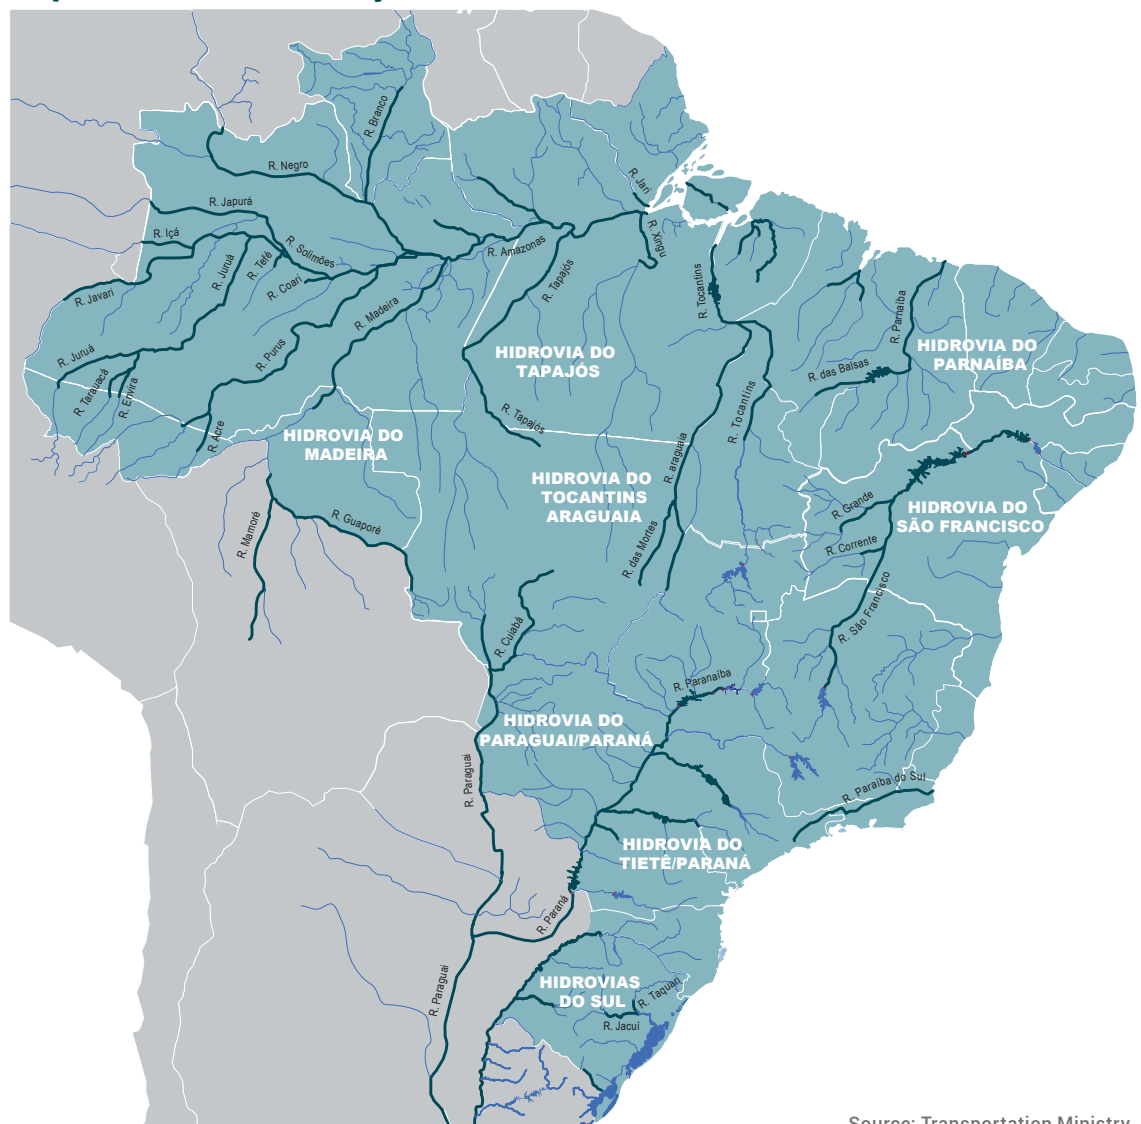 R. Branco
R. Negro
R. Jari
R. Japurá
R. Içá
R. Solimões
R. Tefé
R. Juruá
R. Coari
R. Javari
R. Amazonas
R. Xingu
R. Tapajós
R. Tocantins
R. Madeira
R. Parnaíba
R. Juruá
R. Purus
R. Tarauacá
R. Envira
R. Acre
HIDROVIA DO
TAPAJÓS
HIDROVIA DO
PARNAÍBA
R. das Balsas
R. Tocantins
R. Tapajós
HIDROVIA DO
MADEIRA
R. araguaia
HIDROVIA DO
TOCANTINS
ARAGUAIA
R. Grande
HIDROVIA DO
SÃO FRANCISCO
R. Corrente
R. Mamoré
R. Guaporé
R. das Mortes
R. São Francisco
R. Cuiabá
R. Paranaíba
HIDROVIA DO
PARAGUAI/PARANÁ
R. Paraguai
R. Paraíba do Sul
HIDROVIA DO
TIETÊ/PARANÁ
R. Paraná
R. Paraguai
HIDROVIAS
DO SUL
R. Taquari
R. Jacuí
Source: Transportation Ministry